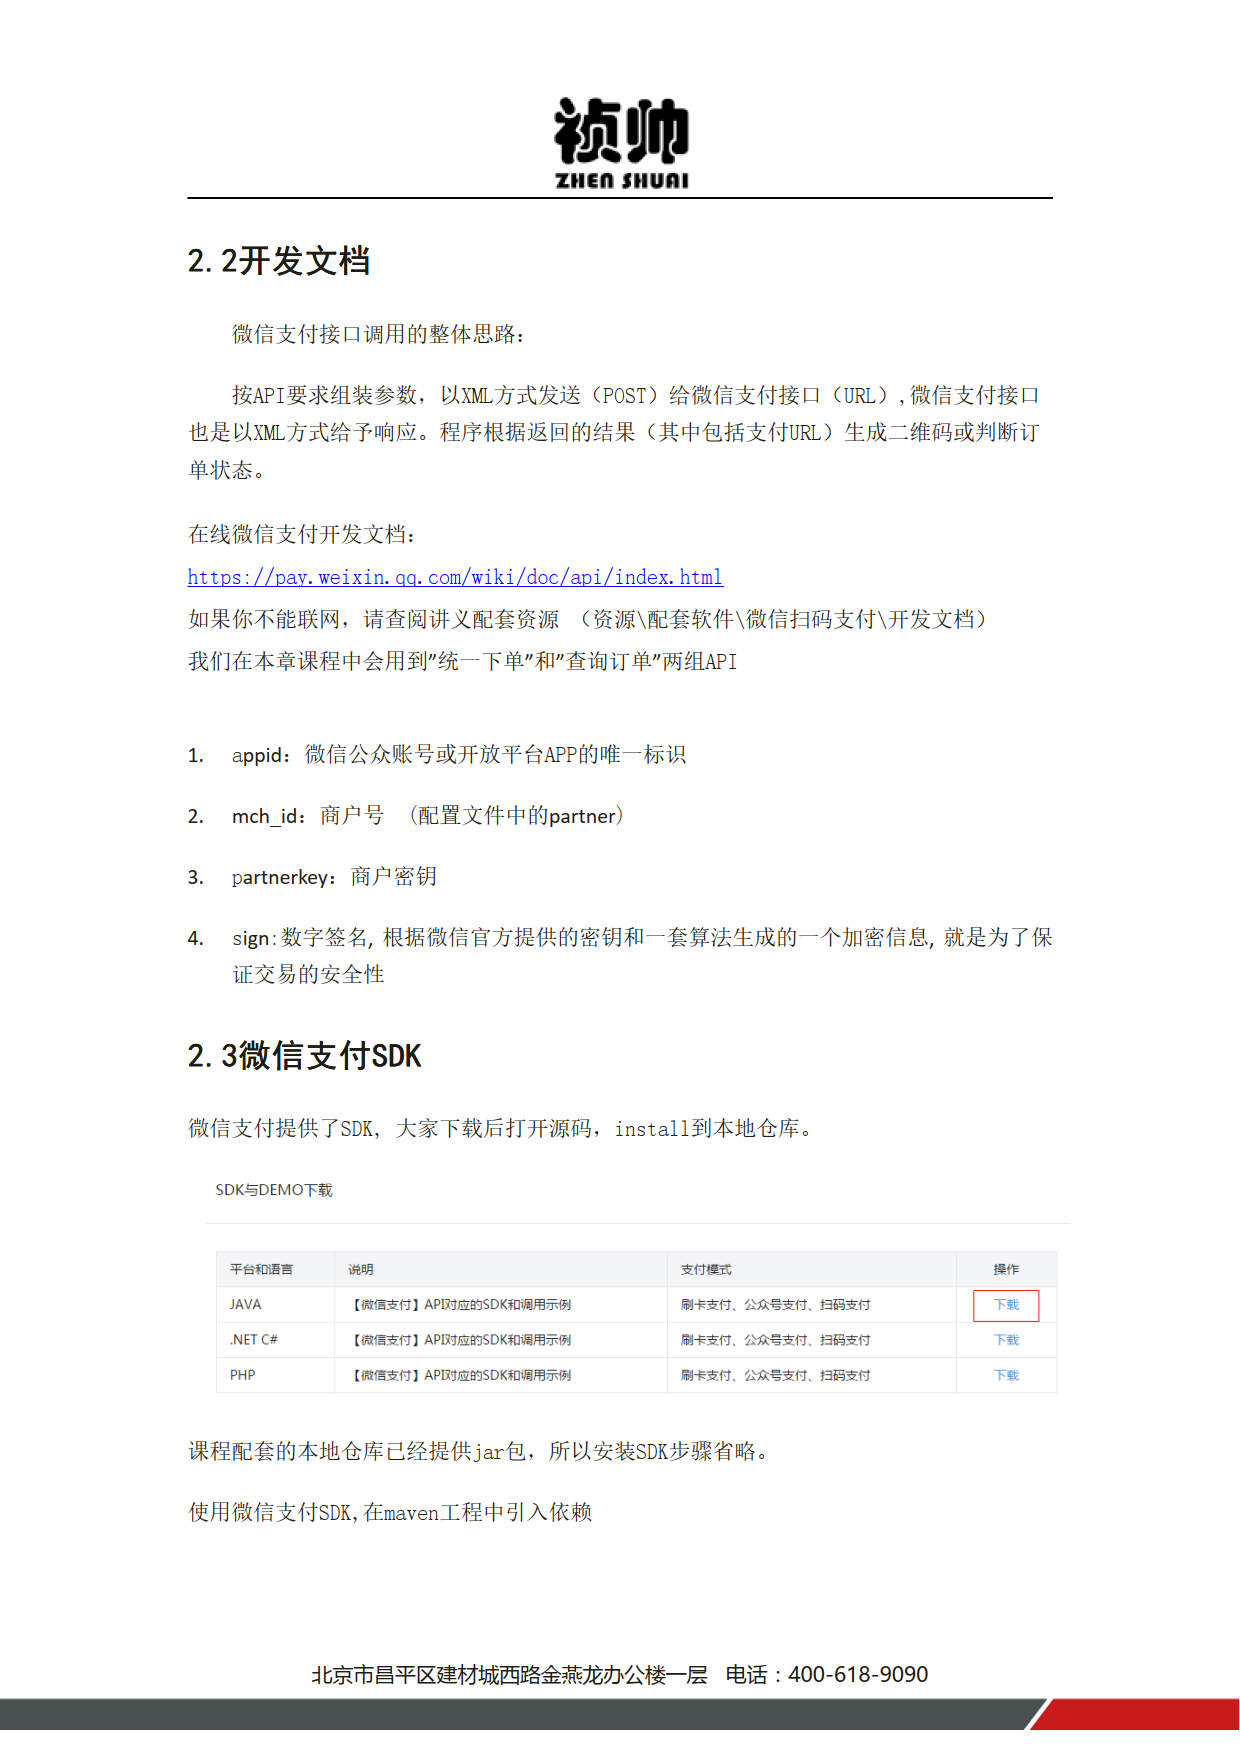 祯帅
ZHEN SHUAI
2.2开发文档
微信支付接口调用的整体思路：
按API要求组装参数，以XML方式发送（POST）给微信支付接口（URL）,微信支付接口
也是以XML方式给予响应。程序根据返回的结果（其中包括支付URL）生成二维码或判断订
单状态。
在线微信支付开发文档：
https://pay.weixin.qq.com/wiki/doc/api/index.html
如果你不能联网，请查阅讲义配套资源 （资源\配套软件\微信扫码支付\开发文档）
我们在本章课程中会用到”统一下单”和”查询订单”两组API
1. appid：微信公众账号或开放平台APP的唯一标识
2. mch_id：商户号 （配置文件中的partner）
3. partnerkey：商户密钥
4. sign:数字签名, 根据微信官方提供的密钥和一套算法生成的一个加密信息, 就是为了保
证交易的安全性
2.3微信支付SDK
微信支付提供了SDK, 大家下载后打开源码，install到本地仓库。
SDK与DEMO下载
平台和语言 说明 支付模式 操作
JAVA 【微信支付】API对应的SDK和调用示例 刷卡支付、公众号支付、扫码支付 下载
.NET C# 【微信支付】API对应的SDK和调用示例 刷卡支付、公众号支付、扫码支付 下载
PHP 【微信支付】API对应的SDK和调用示例 刷卡支付、公众号支付、扫码支付 下载
课程配套的本地仓库已经提供jar包，所以安装SDK步骤省略。
使用微信支付SDK,在maven工程中引入依赖
北京市昌平区建材城西路金燕龙办公楼一层 电话：400-618-9090